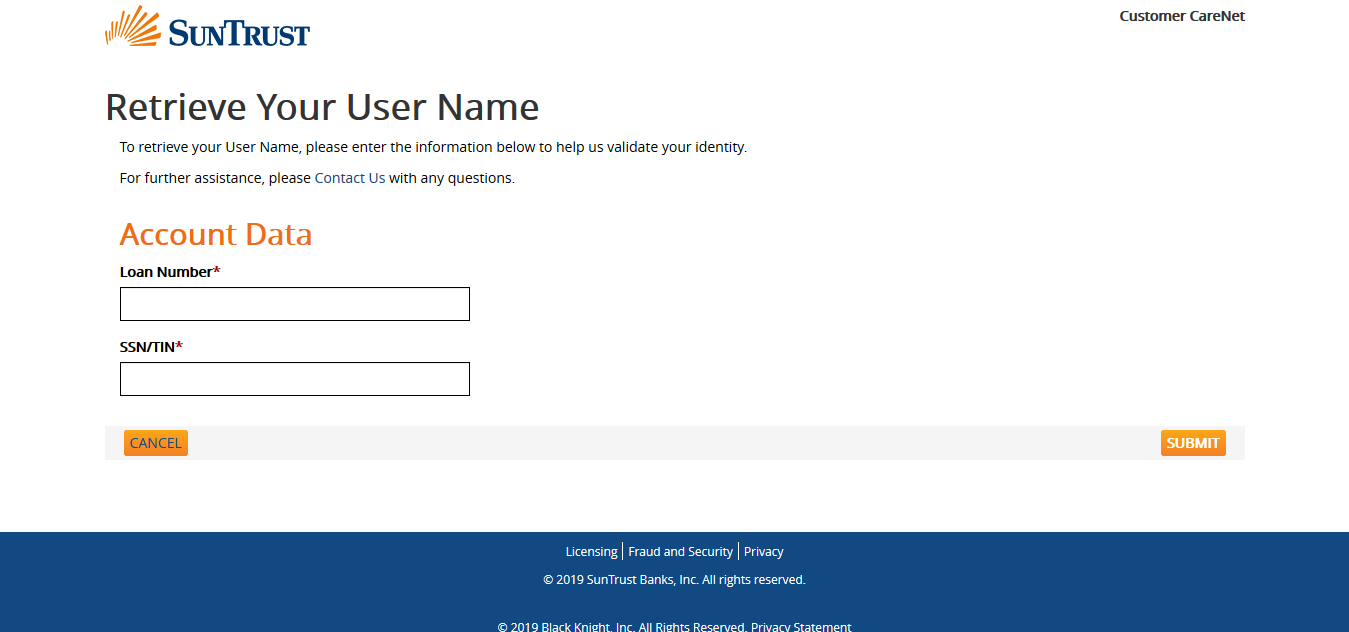 SUNTRUST
Customer CareNet
Retrieve Your User Name
To retrieve your User Name, please enter the information below to help us validate your identity.
For further assistance, please Contact Us with any questions.
Account Data
Loan Number*
SSN/TIN*
CANCEL
SUBMIT
Licensing
Fraud and Security
Privacy
© 2019 SunTrust Banks, Inc. All rights reserved.
© 2019 Black Knight, Inc. All Rights Reserved. Privacy Statement